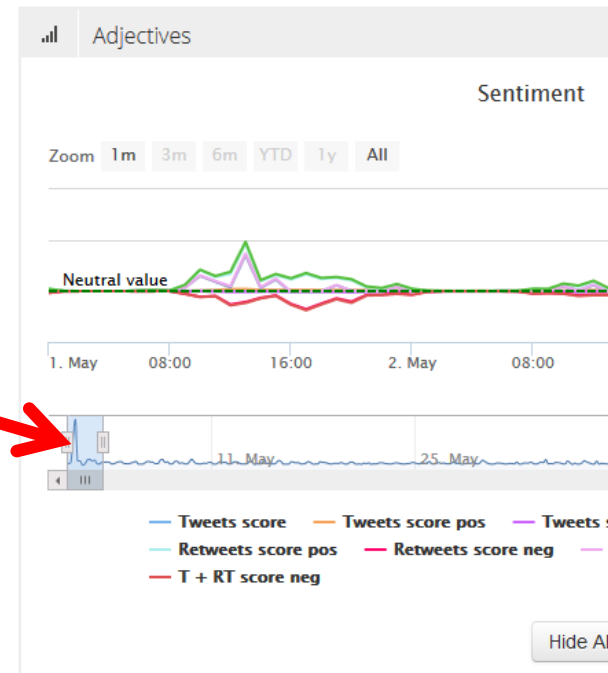 Adjectives
Sentiment
Zoom 1m 3m 6m YTD 1y All
Neutral value
1. May 08:00 16:00 2. May 08:00
11. May 25. May
Tweets score Tweets score pos Tweets
Retweets score pos Retweets score neg
T + RT score neg
Hide